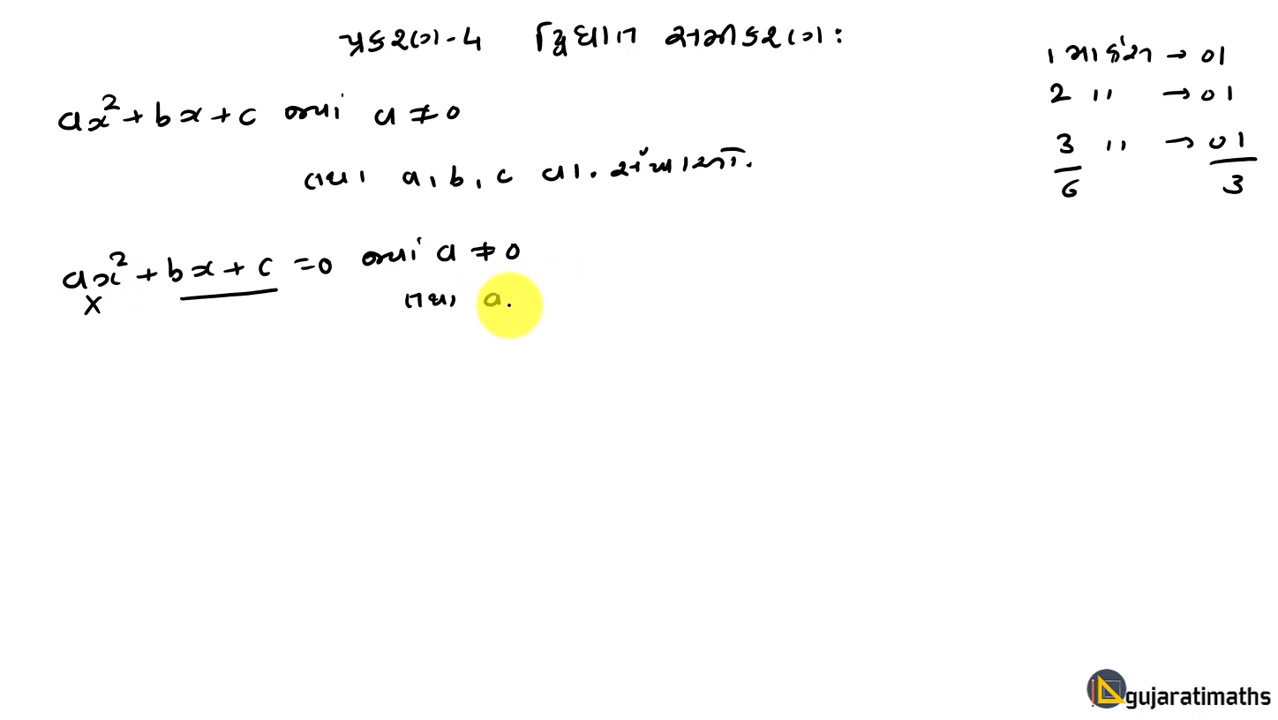 પ્રકરણ-4 દ્વિઘાત સમીકરણ:
ax²+bx+c જ્યાં a ≠ 0
તથા a, b, c વા. સંખ્યાઓ.
ax²+bx+c =0 જ્યાં a ≠ 0
X
તથા a.
1 માર્કના → 01
2 " → 01
3 " → 01
6 3
gujaratimaths